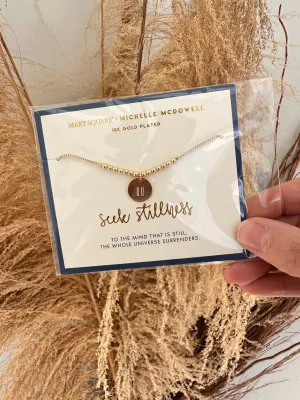 MARY SQUARE × MICHELLE MCDOWELL
18K GOLD PLATED
seek stillness
TO THE MIND THAT IS STILL,
THE WHOLE UNIVERSE SURRENDERS.